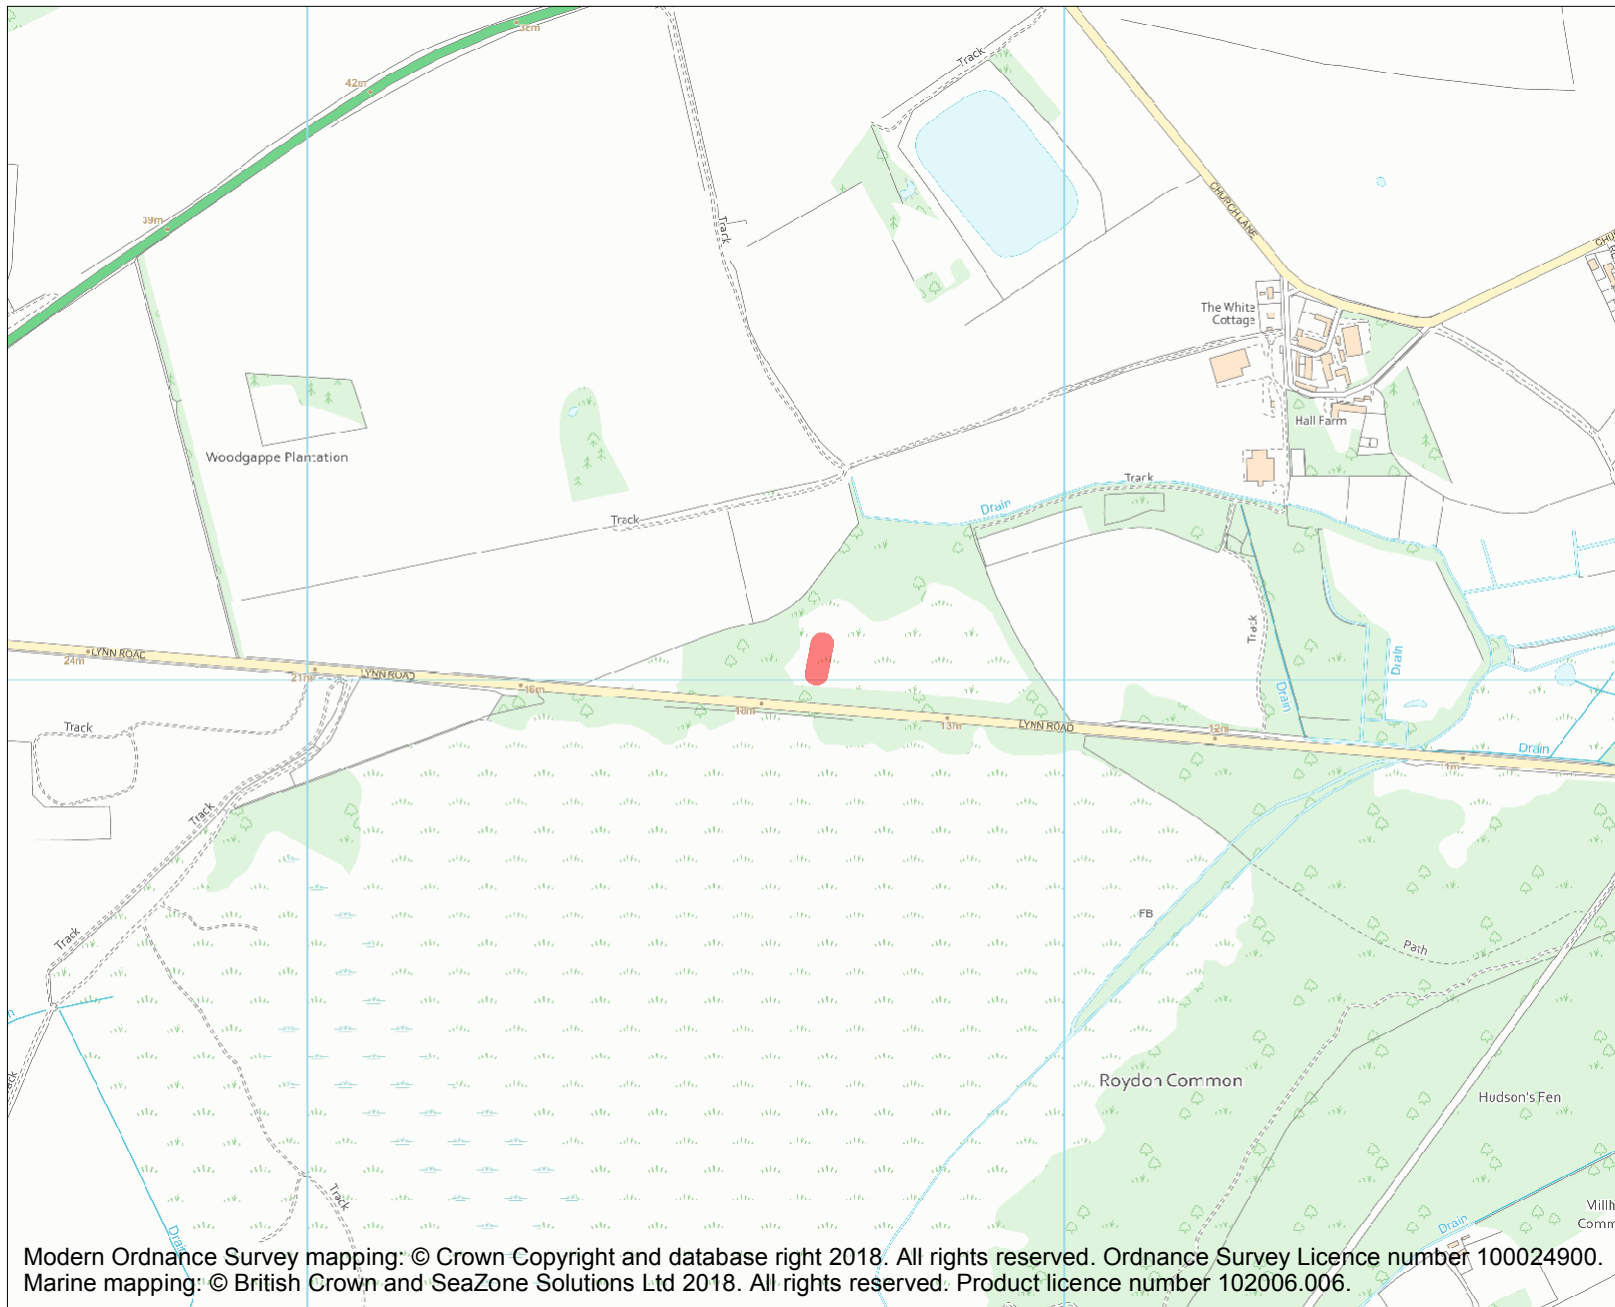 38m
42m
Track
39m
Track
CHURCH LANE
The White
Cottage
Hall Farm
Woodgappe Plantation
Track
Drain
Track
Track
Drain
Drain
24m
LYNN ROAD
21m
LYNN ROAD
16m
18m
13m
LYNN ROAD
12m
Drain
Track
Track
Track
FB
Path
Roydon Common
Hudson's Fen
Track
Drain
Drain
Modern Ordnance Survey mapping: © Crown Copyright and database right 2018. All rights reserved. Ordnance Survey Licence number 100024900.
Marine mapping: © British Crown and SeaZone Solutions Ltd 2018. All rights reserved. Product licence number 102006.006.